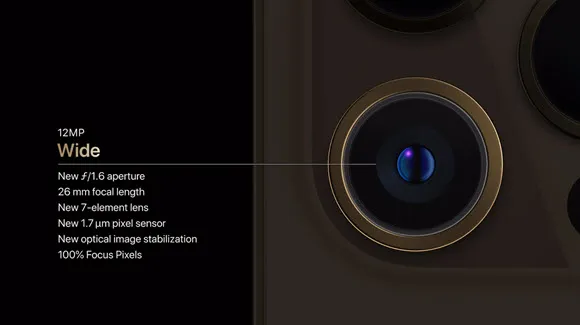 12MP
Wide
New ƒ/1.6 aperture
26 mm focal length
New 7-element lens
New 1.7 µm pixel sensor
New optical image stabilization
100% Focus Pixels